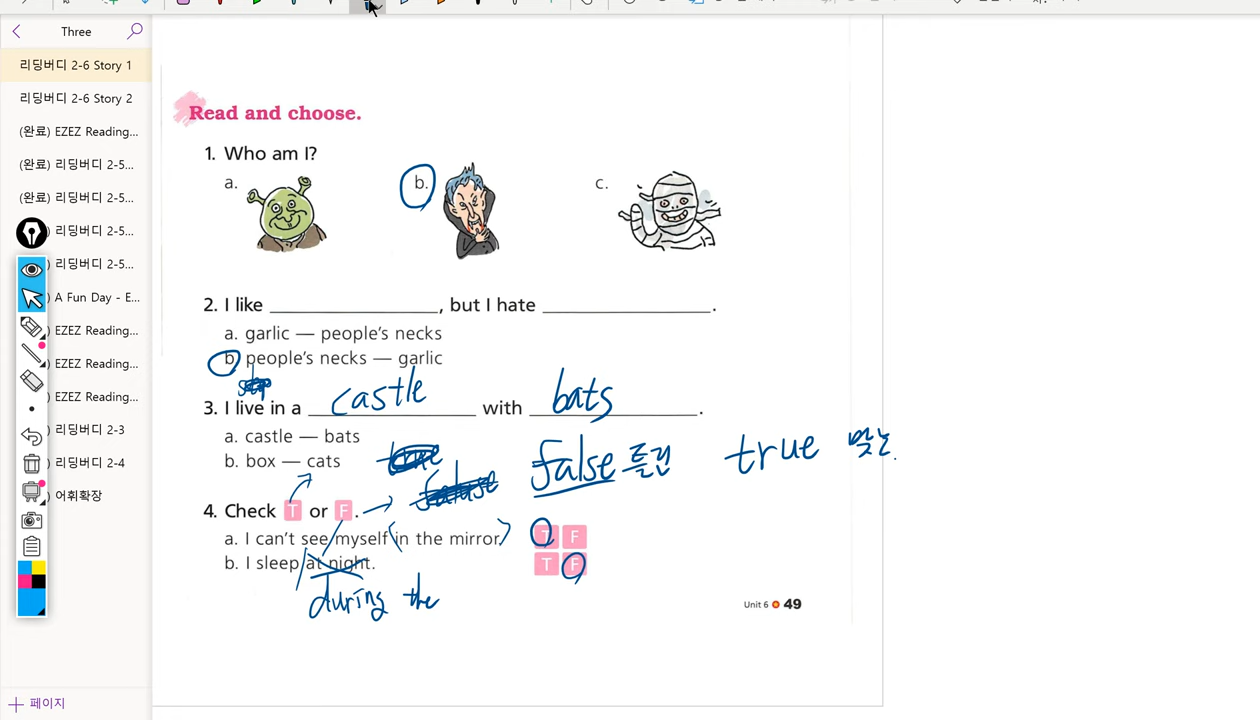 Three
리딩버디 2-6 Story 1
리딩버디 2-6 Story 2
(완료) EZEZ Reading...
(완료) 리딩버디 2-5...
(완료) 리딩버디 2-5...
) 리딩버디 2-5...
) 리딩버디 2-5...
) A Fun Day - E...
) EZEZ Reading...
) EZEZ Reading...
) EZEZ Reading...
리딩버디 2-3
리딩버디 2-4
어휘확장
페이지
Read and choose.
1. Who am I?
a. b. c.
2. I like ____, but I hate ____.
a. garlic — people's necks
b. people's necks — garlic
3. I live in a castle with bats.
a. castle — bats
b. box — cats
false 틀린 true 맞는
4. Check T or F.
a. I can't see myself in the mirror. T F
b. I sleep at night. T F
during the
Unit 6 49